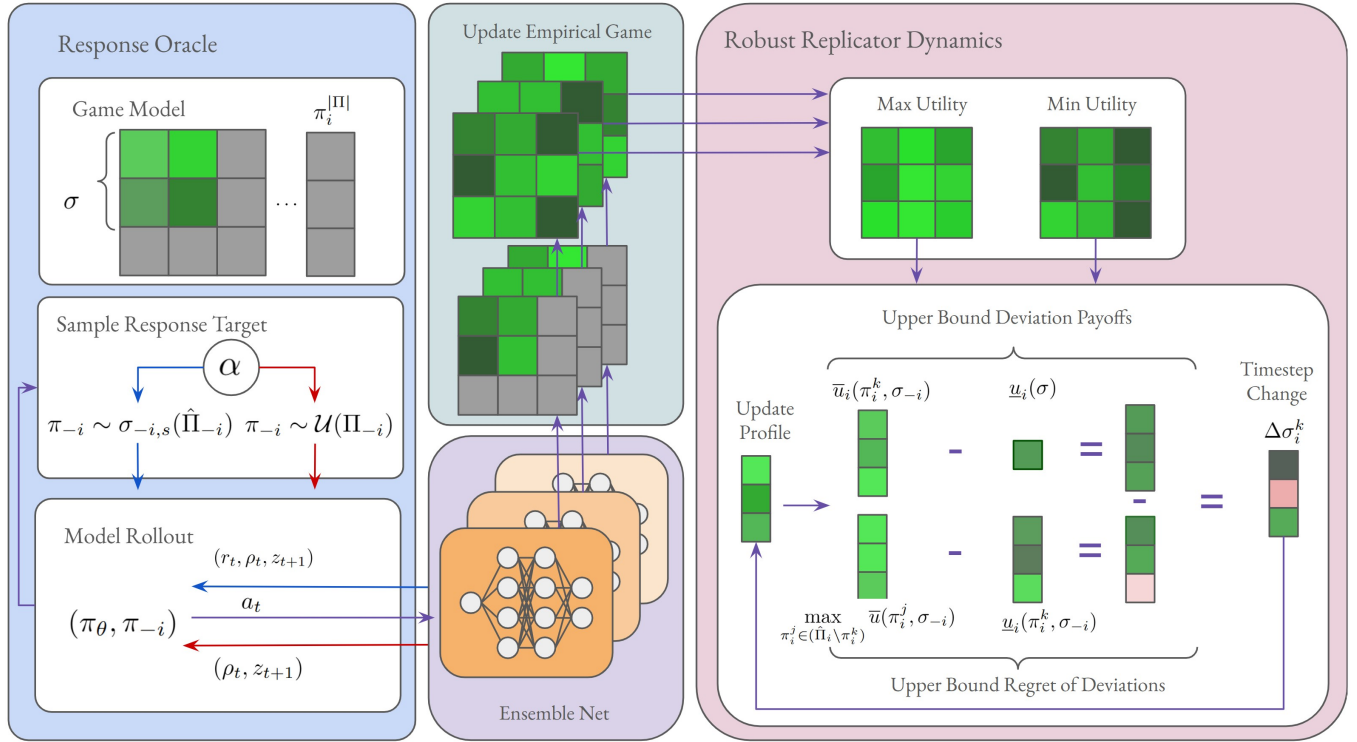 Response Oracle
Game Model
π_i^{|Π|}
σ
...
Sample Response Target
α
π_{-i} ∼ σ_{-i,s}(Π̂_{-i})
π_{-i} ∼ 𝒰(Π_{-i})
Model Rollout
(r_t, ρ_t, z_{t+1})
a_t
(π_θ, π_{-i})
(ρ_t, z_{t+1})
Update Empirical Game
Ensemble Net
Robust Replicator Dynamics
Max Utility
Min Utility
Upper Bound Deviation Payoffs
Update
Profile
u̅_i(π_i^k, σ_{-i})
u̲_i(σ)
Timestep
Change
Δσ_i^k
- =
-
=
- =
max_{π_i^j∈(Π̂_i\π_i^k)} u̅(π_i^j, σ_{-i})
u̲_i(π_i^k, σ_{-i})
Upper Bound Regret of Deviations